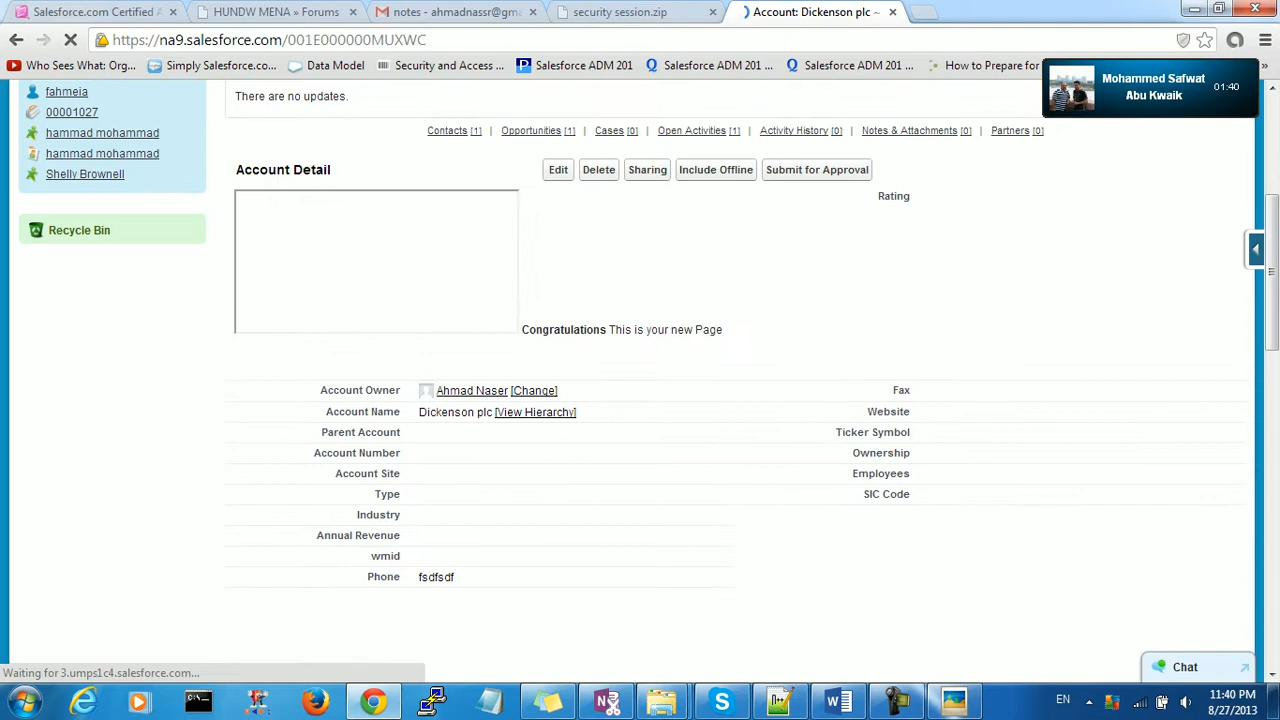 Salesforce.com Certified A
HUNDW MENA » Forums
notes - ahmadnassr@gma
security session.zip
Account: Dickenson plc ~
https://na9.salesforce.com/001E000000MUXWC
Who Sees What: Org...
Simply Salesforce.co...
Data Model
Security and Access ...
Salesforce ADM 201
Salesforce ADM 201 ...
Salesforce ADM 201 ...
How to Prepare for
»
Mohammed Safwat
Abu Kwaik
01:40
fahmeia
00001027
hammad mohammad
hammad mohammad
Shelly Brownell
Recycle Bin
There are no updates.
Contacts [1] | Opportunities [1] | Cases [0] | Open Activities [1] | Activity History [0] | Notes & Attachments [0] | Partners [0]
Account Detail
Edit Delete Sharing Include Offline Submit for Approval
Rating
Congratulations This is your new Page
Account Owner Ahmad Naser [Change] Fax
Account Name Dickenson plc [View Hierarchy] Website
Parent Account Ticker Symbol
Account Number Ownership
Account Site Employees
Type SIC Code
Industry
Annual Revenue
wmid
Phone fsdfsdf
Chat
Waiting for 3.umps1c4.salesforce.com...
EN
11:40 PM
8/27/2013